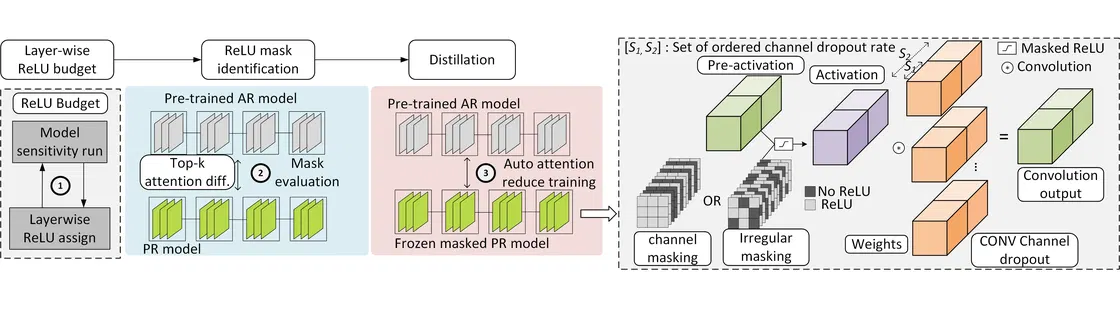 Layer-wise
ReLU budget
ReLU mask
identification
Distillation
ReLU Budget
Model
sensitivity run
1
Layerwise
ReLU assign
Pre-trained AR model
Top-k
attention diff.
2
Mask
evaluation
PR model
Pre-trained AR model
3
Auto attention
reduce training
Frozen masked PR model
[S1, S2] : Set of ordered channel dropout rate
Pre-activation
Activation
S2
S1
Masked ReLU
Convolution
=
OR
No ReLU
ReLU
channel
masking
Irregular
masking
Weights
...
CONV Channel
dropout
Convolution
output